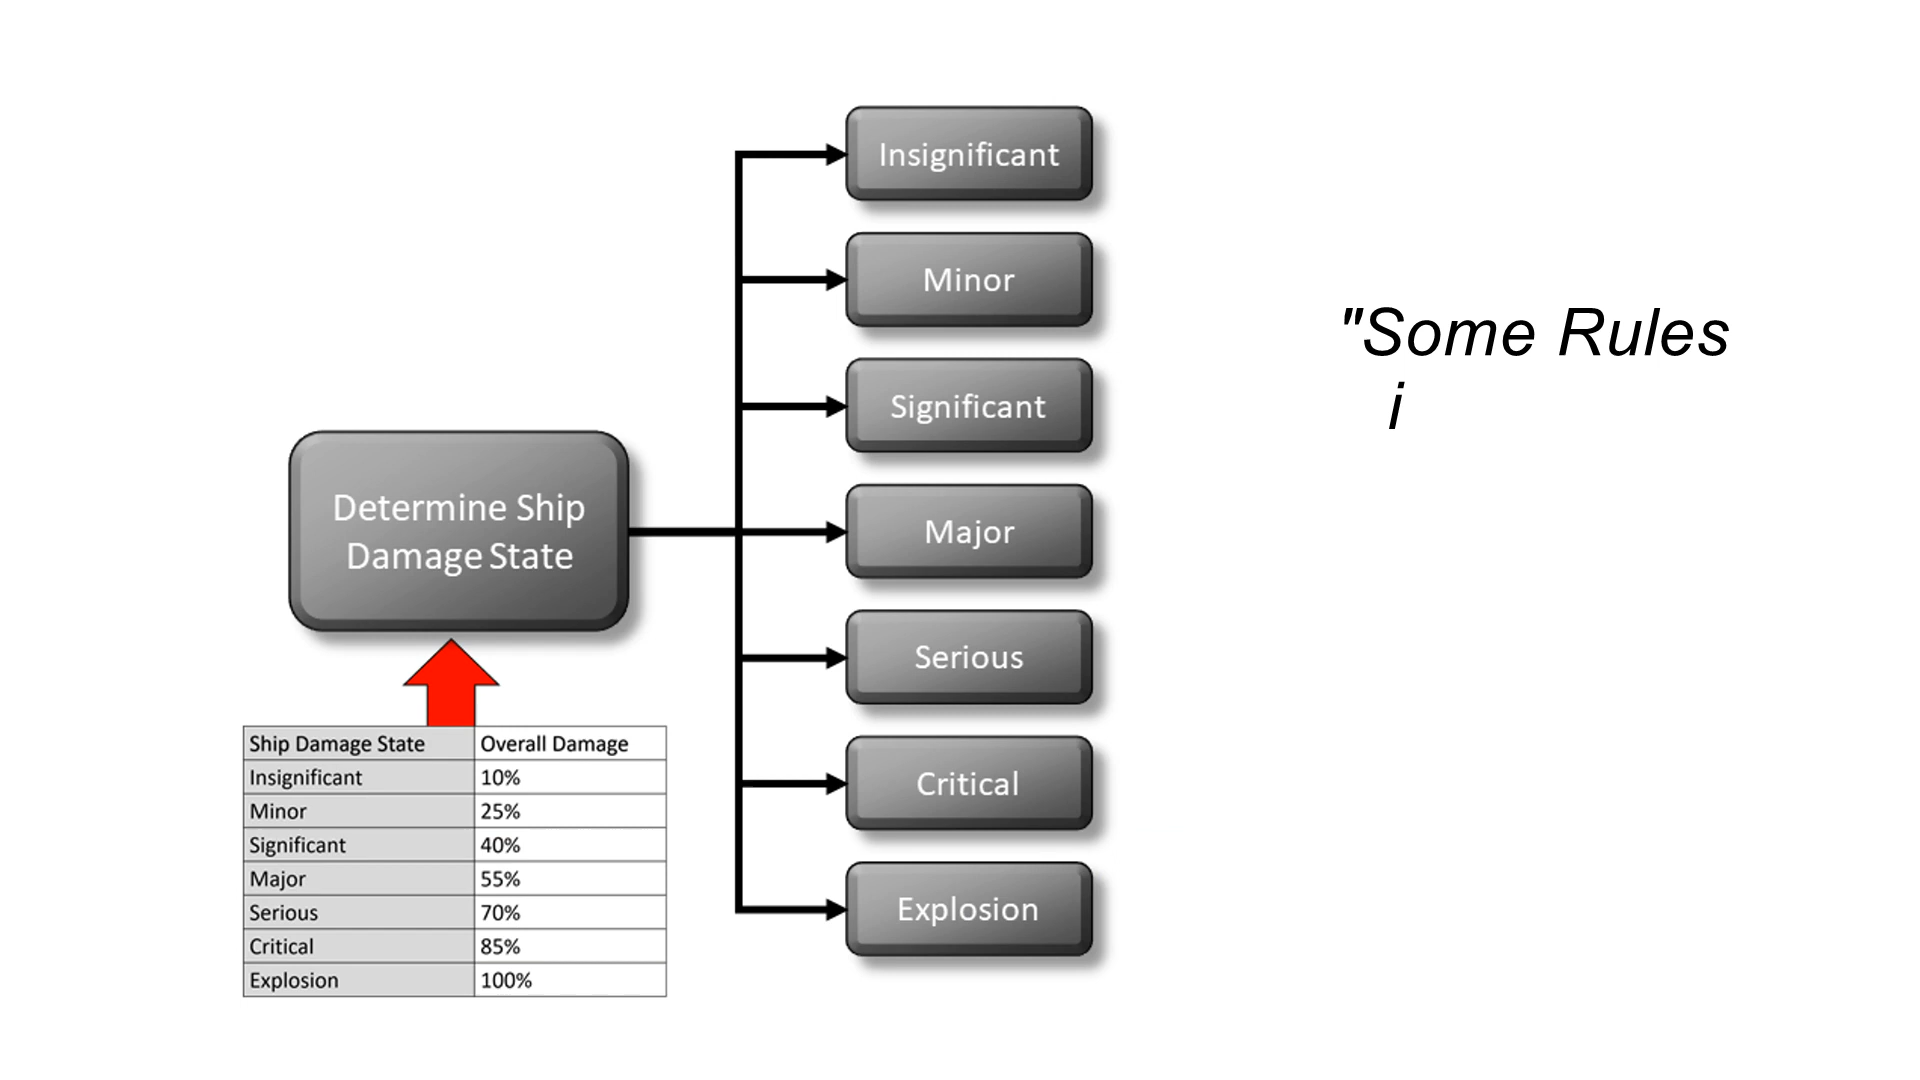 Insignificant
Minor
Significant
Major
Serious
Critical
Explosion
Determine Ship
Damage State
Ship Damage State Overall Damage
Insignificant 10%
Minor 25%
Significant 40%
Major 55%
Serious 70%
Critical 85%
Explosion 100%
"Some Rules
i